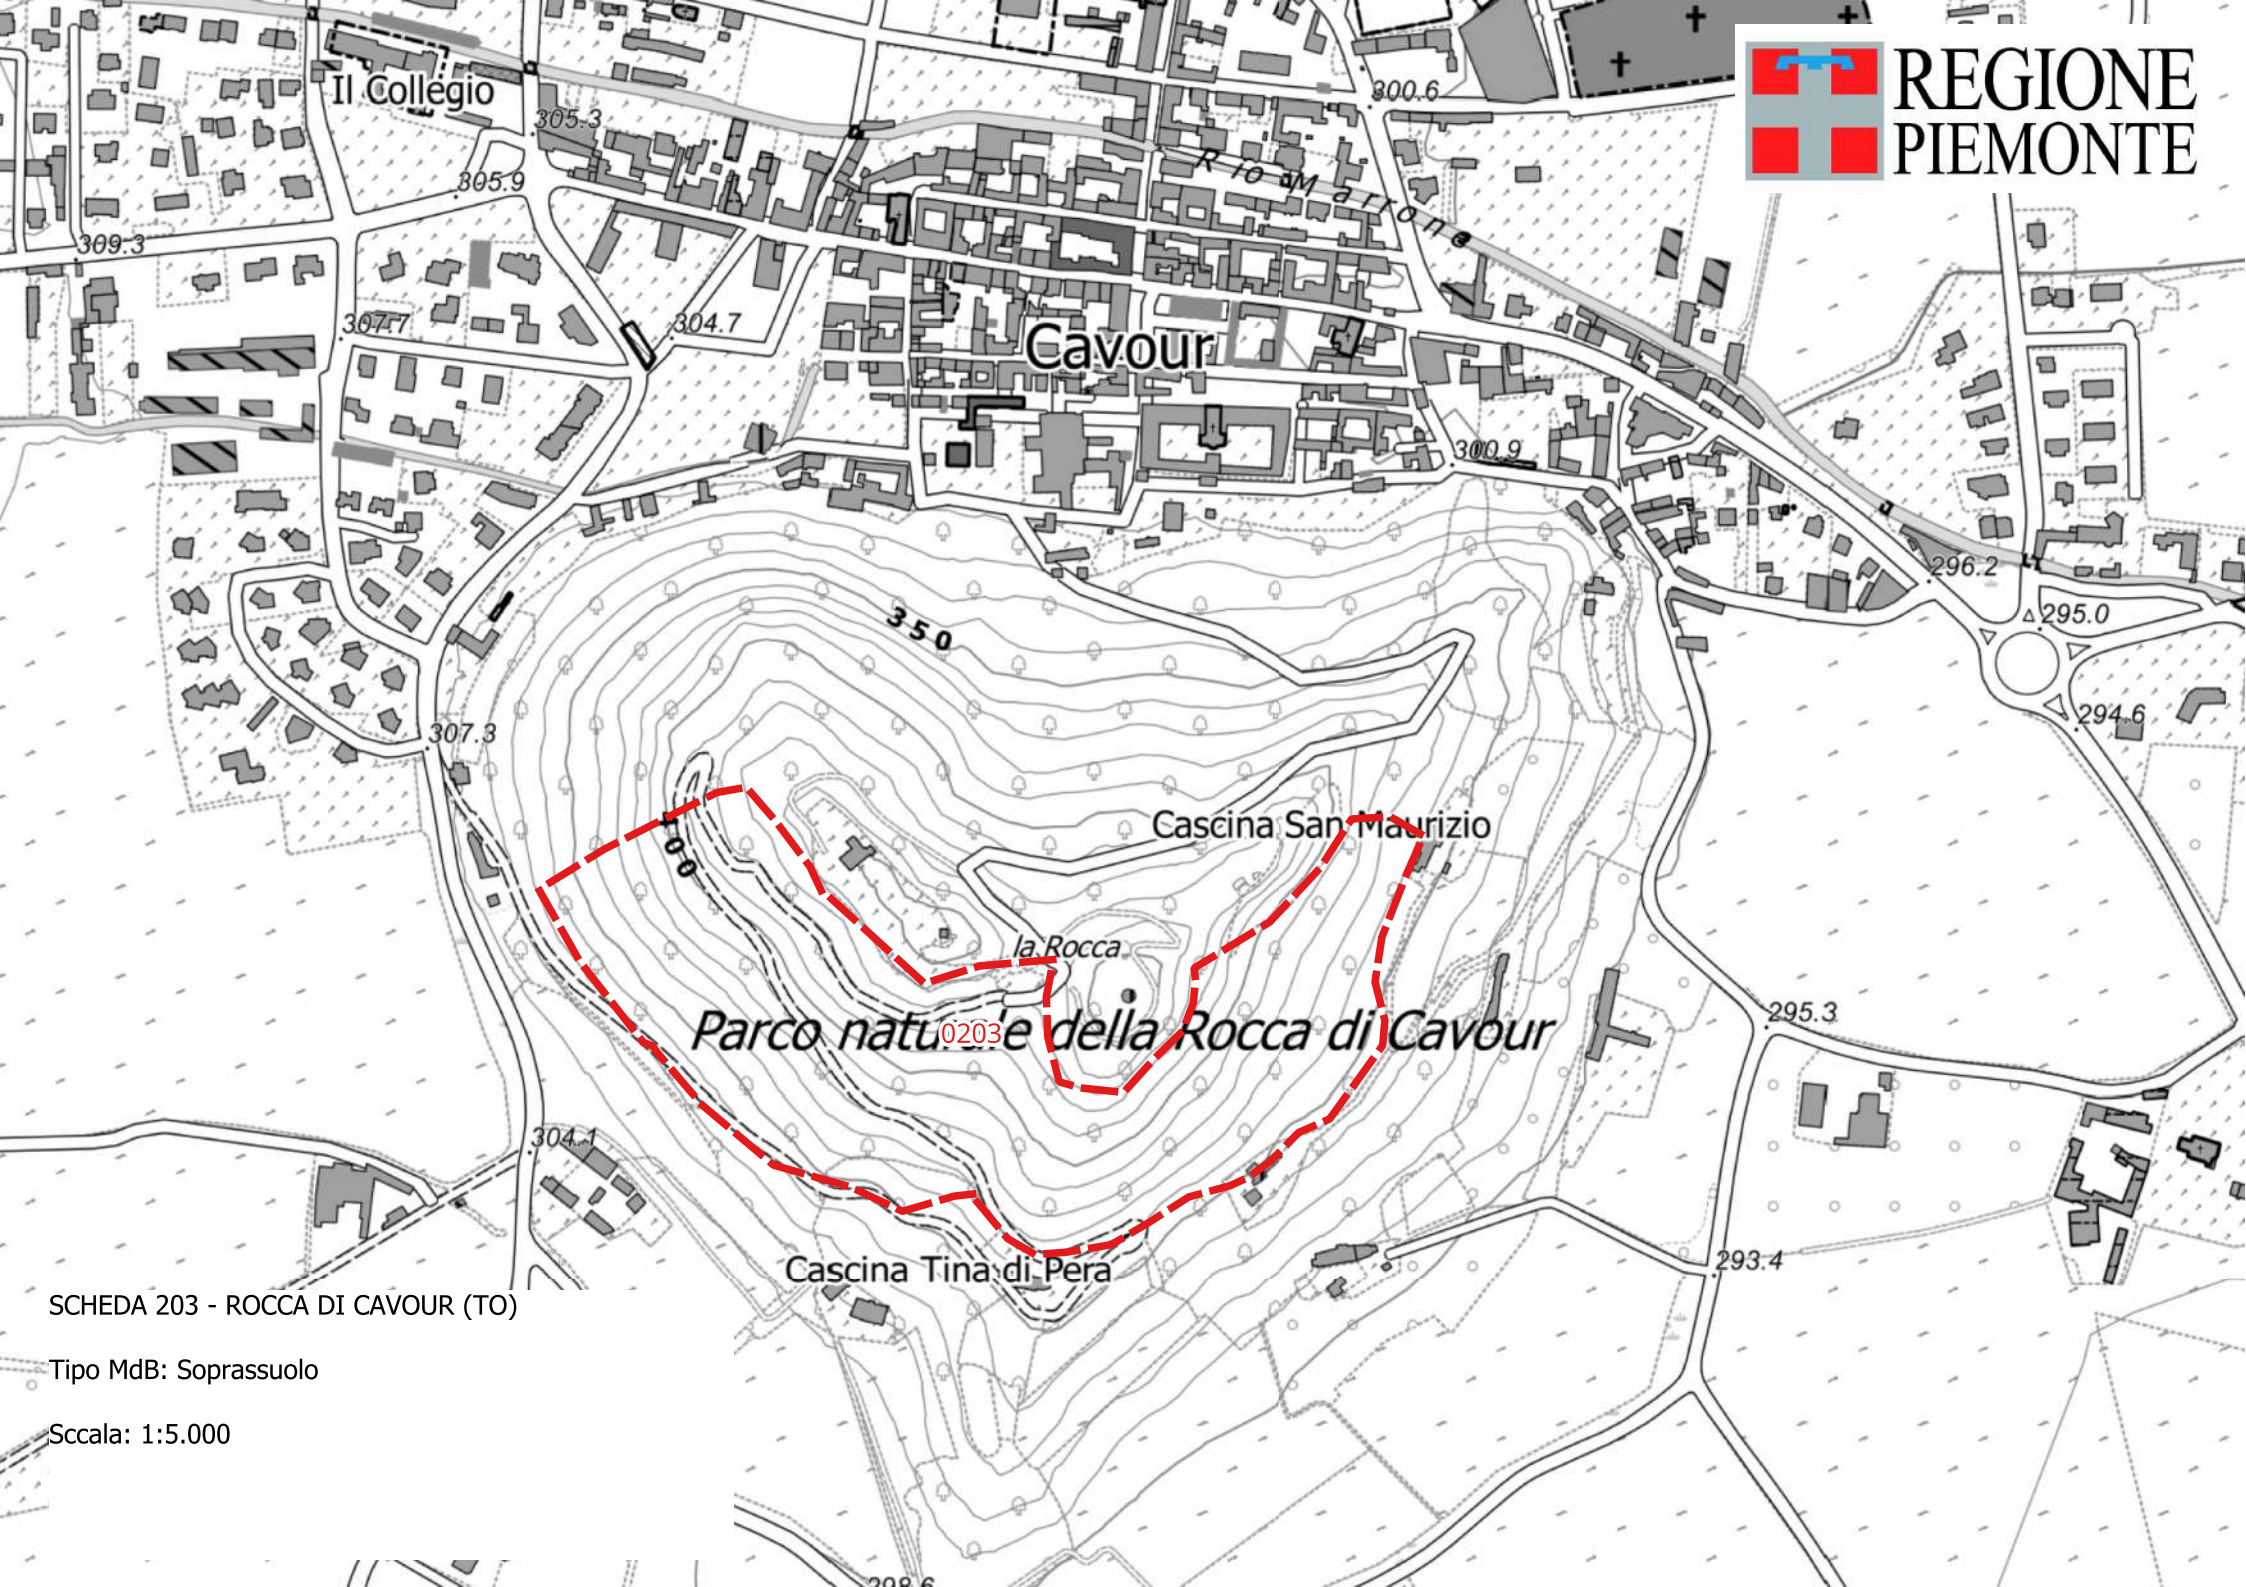 REGIONE
PIEMONTE
Il Collegio
300.6
305.3
Rio Marrone
305.9
309.3
307.7
304.7
Cavour
300.9
296.2
295.0
350
294.6
307.3
400
Cascina San Maurizio
la Rocca
Parco naturale della Rocca di Cavour
0203
295.3
304.1
293.4
Cascina Tina di Pera
SCHEDA 203 - ROCCA DI CAVOUR (TO)
Tipo MdB: Soprassuolo
Sccala: 1:5.000
298.6